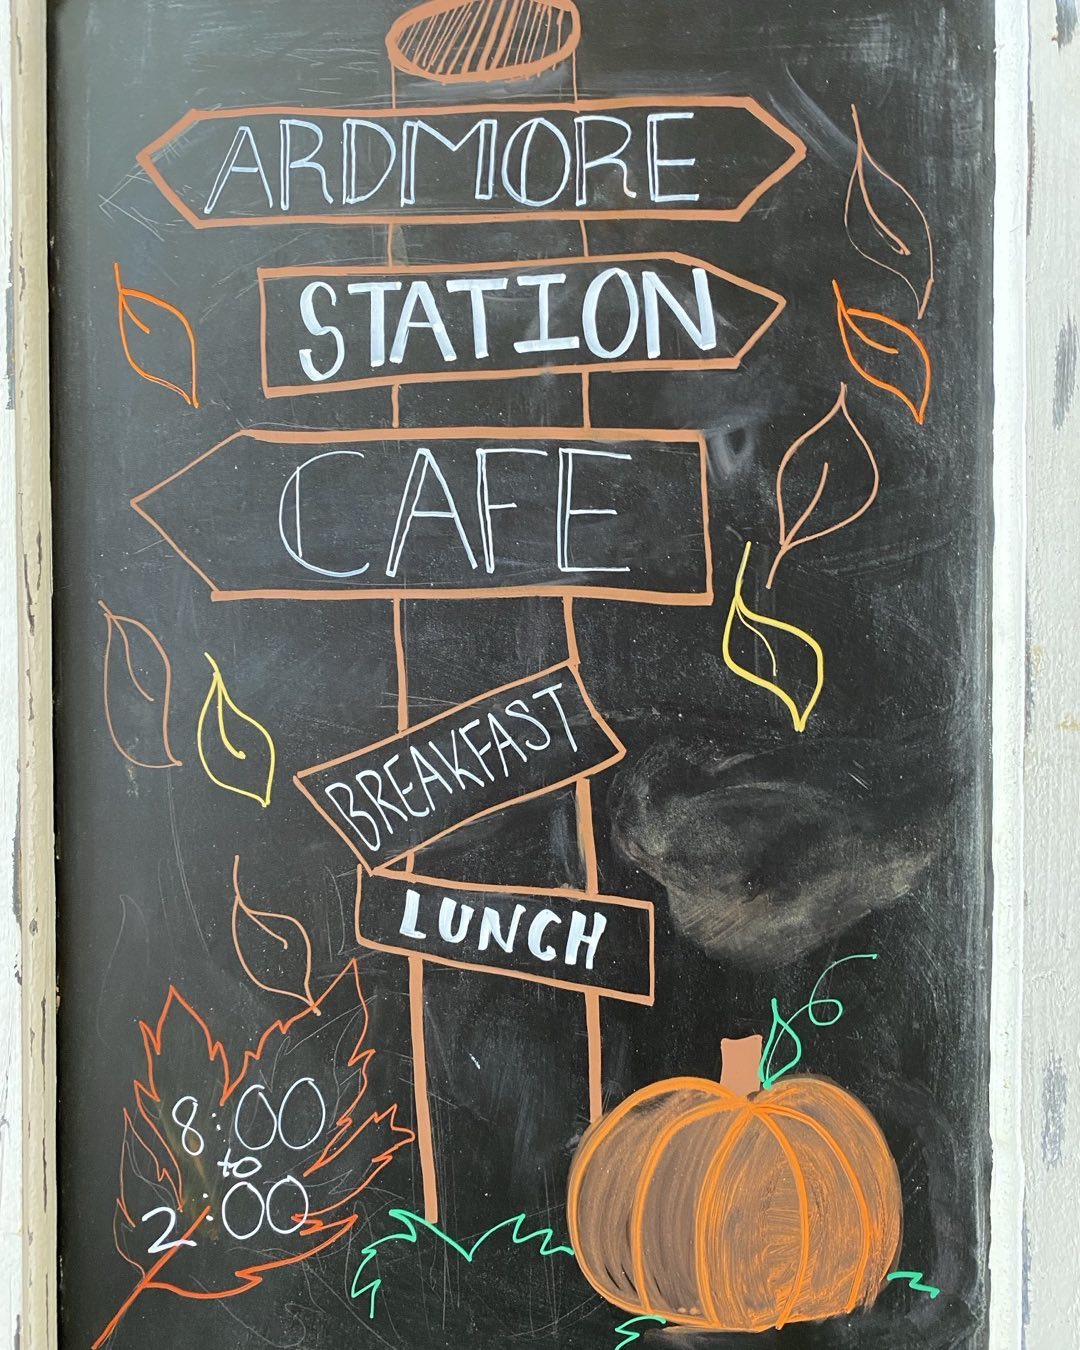 ARDMORE
STATION
CAFE
BREAKFAST
LUNCH
8:00
to
2:00